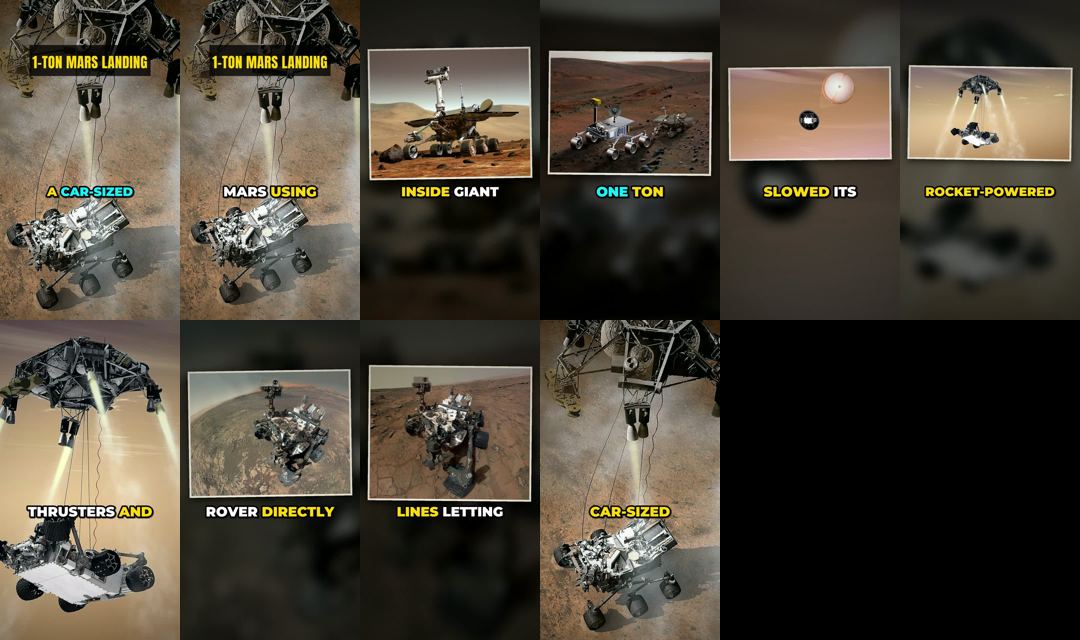 1-TON MARS LANDING
A CAR-SIZED
1-TON MARS LANDING
MARS USING
INSIDE GIANT
ONE TON
SLOWED ITS
ROCKET-POWERED
THRUSTERS AND
ROVER DIRECTLY
LINES LETTING
CAR-SIZED